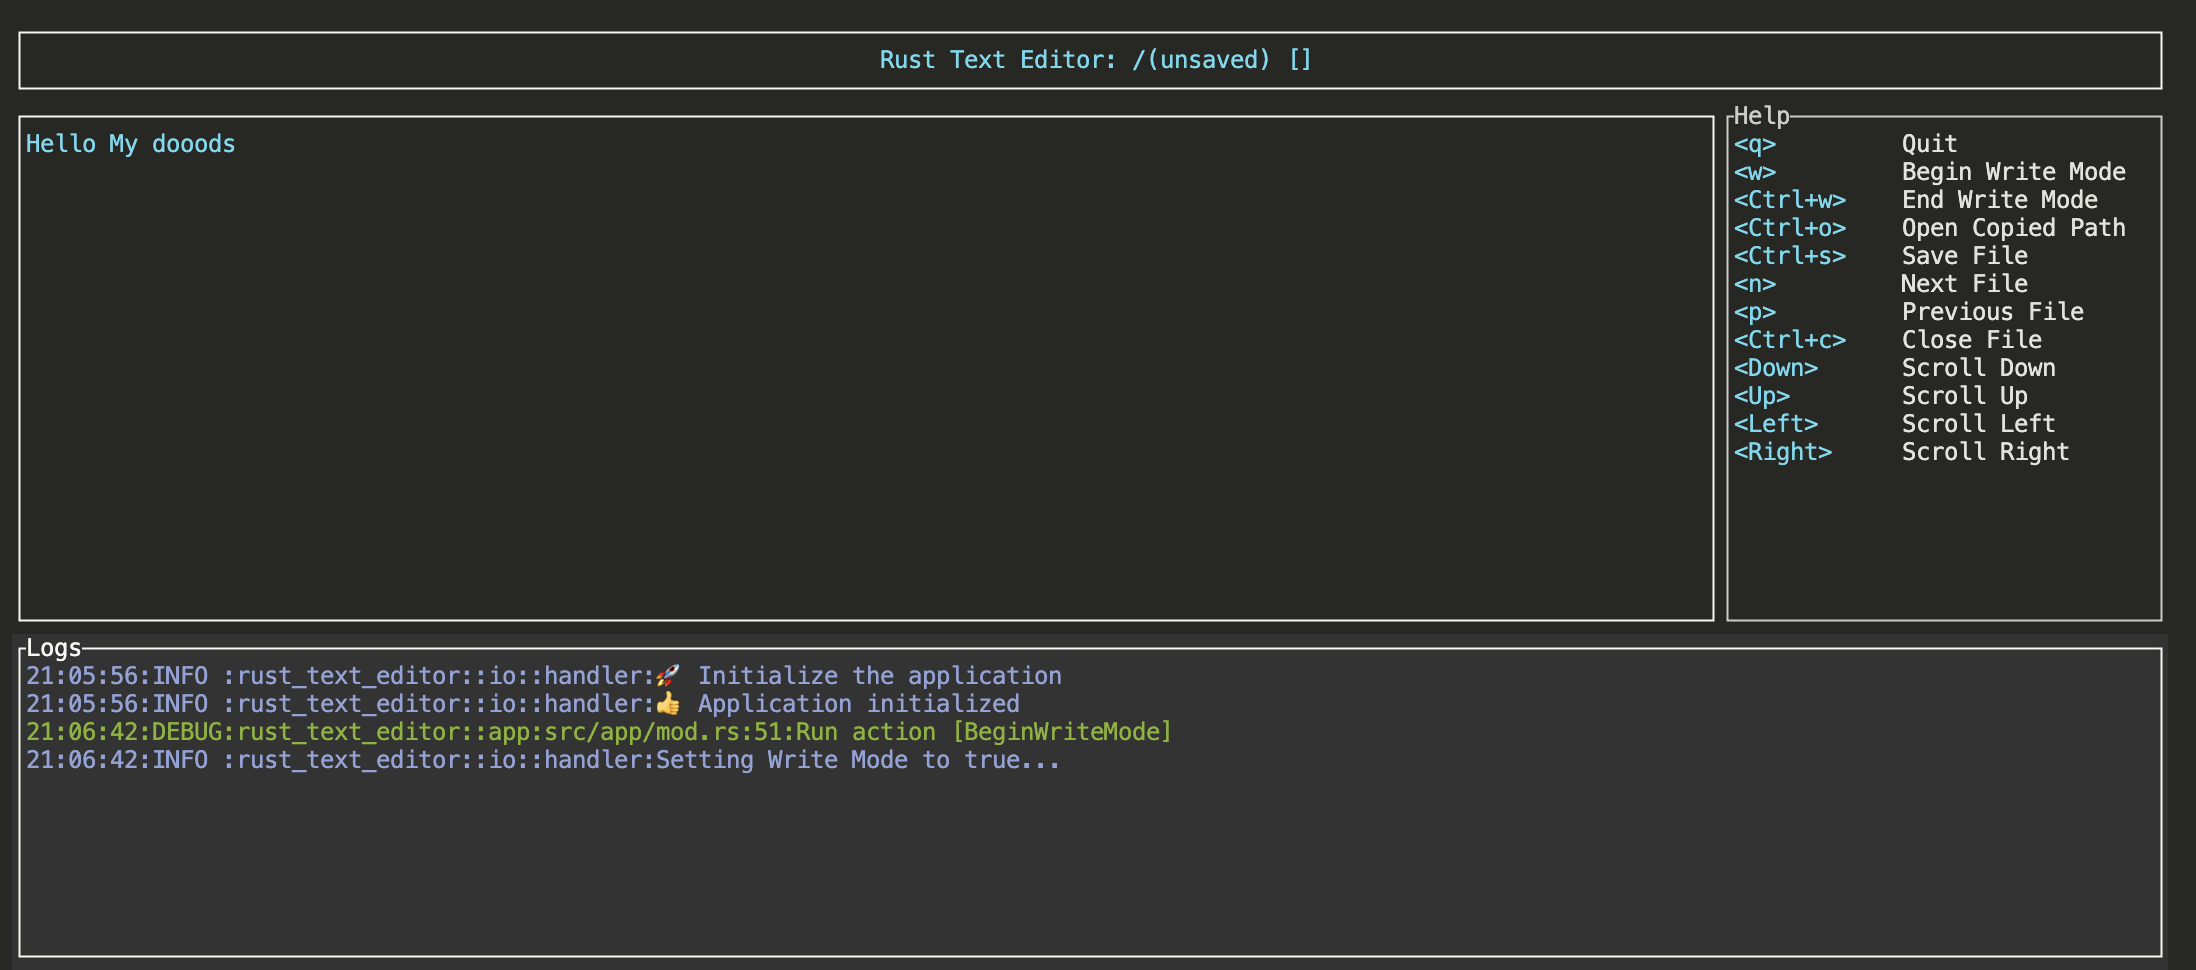 Rust Text Editor: /(unsaved) []
Hello My dooods
Help
<q> Quit
<w> Begin Write Mode
<Ctrl+w> End Write Mode
<Ctrl+o> Open Copied Path
<Ctrl+s> Save File
<n> Next File
<p> Previous File
<Ctrl+c> Close File
<Down> Scroll Down
<Up> Scroll Up
<Left> Scroll Left
<Right> Scroll Right
Logs
21:05:56:INFO :rust_text_editor::io::handler:🚀 Initialize the application
21:05:56:INFO :rust_text_editor::io::handler:👍 Application initialized
21:06:42:DEBUG:rust_text_editor::app:src/app/mod.rs:51:Run action [BeginWriteMode]
21:06:42:INFO :rust_text_editor::io::handler:Setting Write Mode to true...